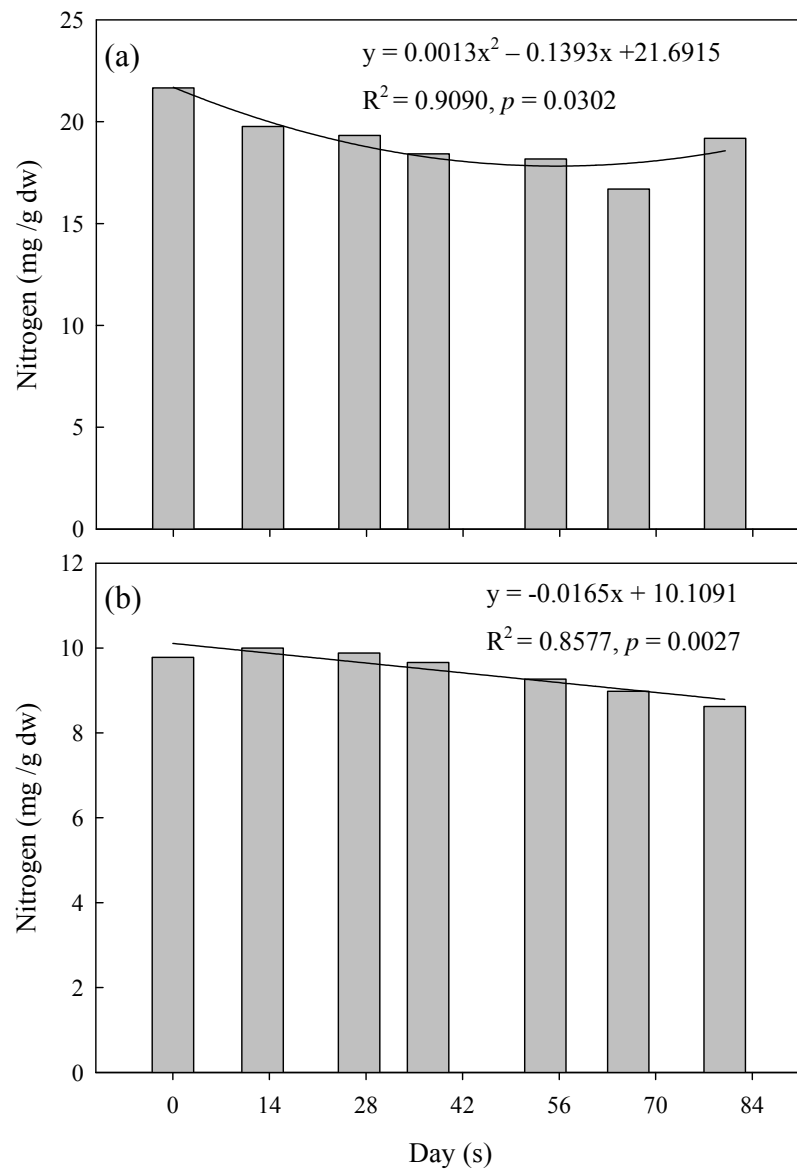 (a)
y = 0.0013x² – 0.1393x +21.6915
R² = 0.9090, p = 0.0302
Nitrogen (mg /g dw)
25
20
15
10
5
0
(b)
y = -0.0165x + 10.1091
R² = 0.8577, p = 0.0027
Nitrogen (mg /g dw)
12
10
8
6
4
2
0
0 14 28 42 56 70 84
Day (s)